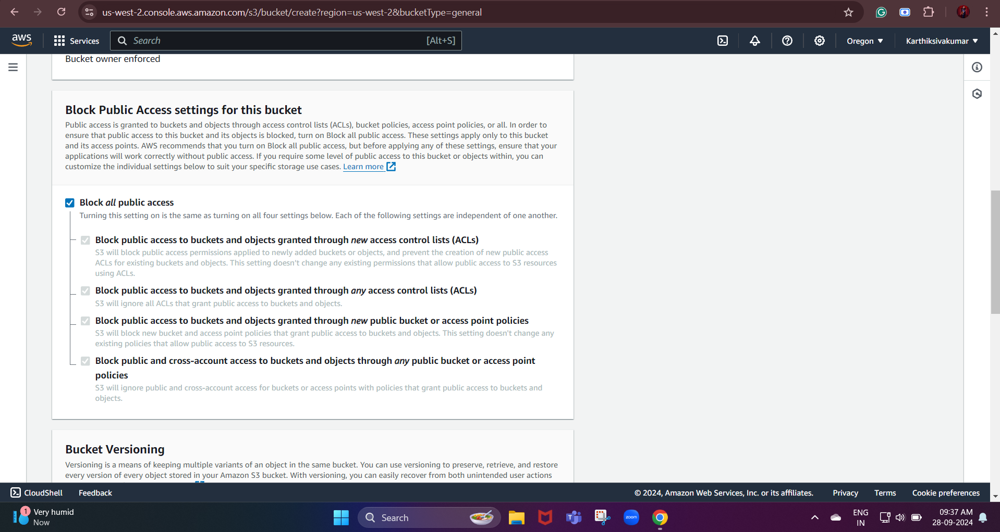 us-west-2.console.aws.amazon.com/s3/bucket/create?region=us-west-2&bucketType=general
aws
Services
Search
[Alt+S]
Oregon
Karthiksivakumar
Bucket owner enforced
Block Public Access settings for this bucket
Public access is granted to buckets and objects through access control lists (ACLs), bucket policies, access point policies, or all. In order to
ensure that public access to this bucket and its objects is blocked, turn on Block all public access. These settings apply only to this bucket
and its access points. AWS recommends that you turn on Block all public access, but before applying any of these settings, ensure that your
applications will work correctly without public access. If you require some level of public access to this bucket or objects within, you can
customize the individual settings below to suit your specific storage use cases. Learn more
Block all public access
Turning this setting on is the same as turning on all four settings below. Each of the following settings are independent of one another.
Block public access to buckets and objects granted through new access control lists (ACLs)
S3 will block public access permissions applied to newly added buckets or objects, and prevent the creation of new public access
ACLs for existing buckets and objects. This setting doesn't change any existing permissions that allow public access to S3 resources
using ACLs.
Block public access to buckets and objects granted through any access control lists (ACLs)
S3 will ignore all ACLs that grant public access to buckets and objects.
Block public access to buckets and objects granted through new public bucket or access point policies
S3 will block new bucket and access point policies that grant public access to buckets and objects. This setting doesn't change any
existing policies that allow public access to S3 resources.
Block public and cross-account access to buckets and objects through any public bucket or access point
policies
S3 will ignore public and cross-account access for buckets or access points with policies that grant public access to buckets and
objects.
Bucket Versioning
Versioning is a means of keeping multiple variants of an object in the same bucket. You can use versioning to preserve, retrieve, and restore
every version of every object stored in your Amazon S3 bucket. With versioning, you can easily recover from both unintended user actions
CloudShell
Feedback
© 2024, Amazon Web Services, Inc. or its affiliates.
Privacy
Terms
Cookie preferences
1
Very humid
Now
Search
zoom
ENG
IN
09:37 AM
28-09-2024